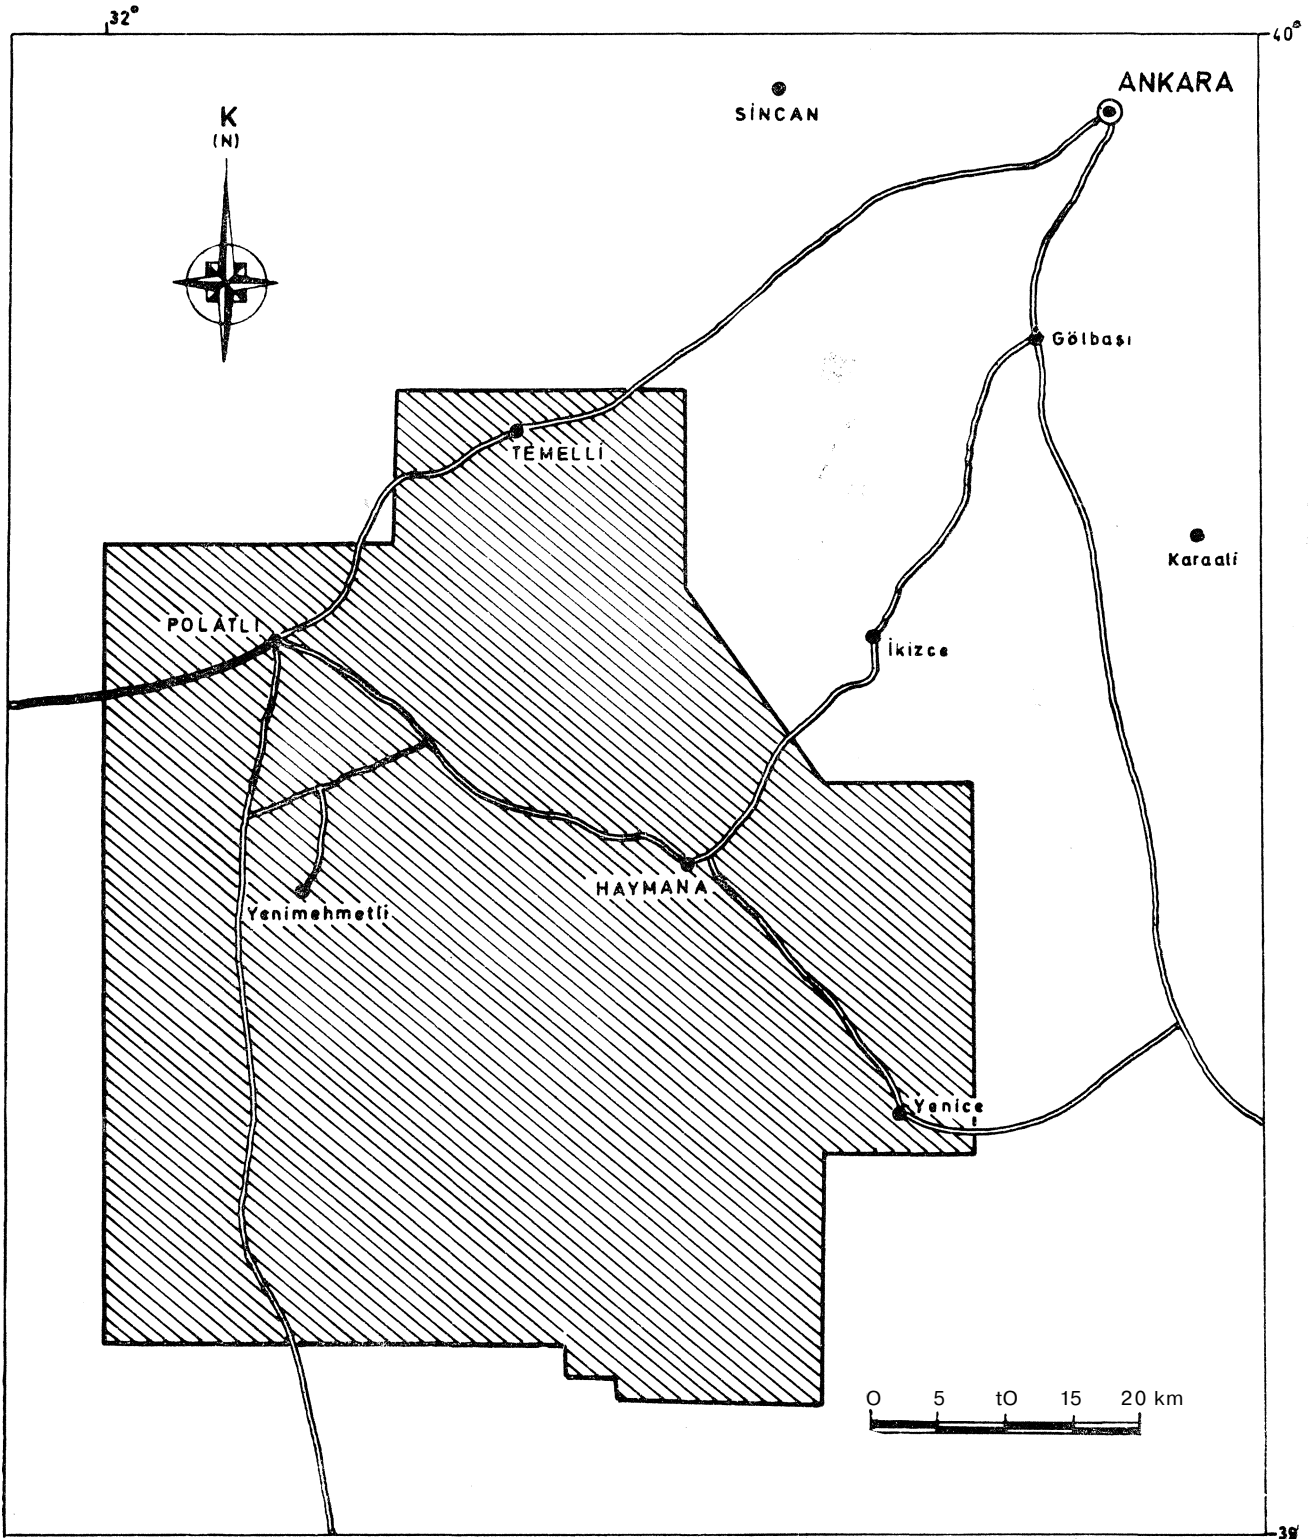 32°
40°
ANKARA
SİNCAN
K
(N)
Gölbaşı
TEMELLİ
Karaali
POLATLI
İkizce
HAYMANA
Yenimehmetli
Yenice
O 5 tO 15 20 km
39